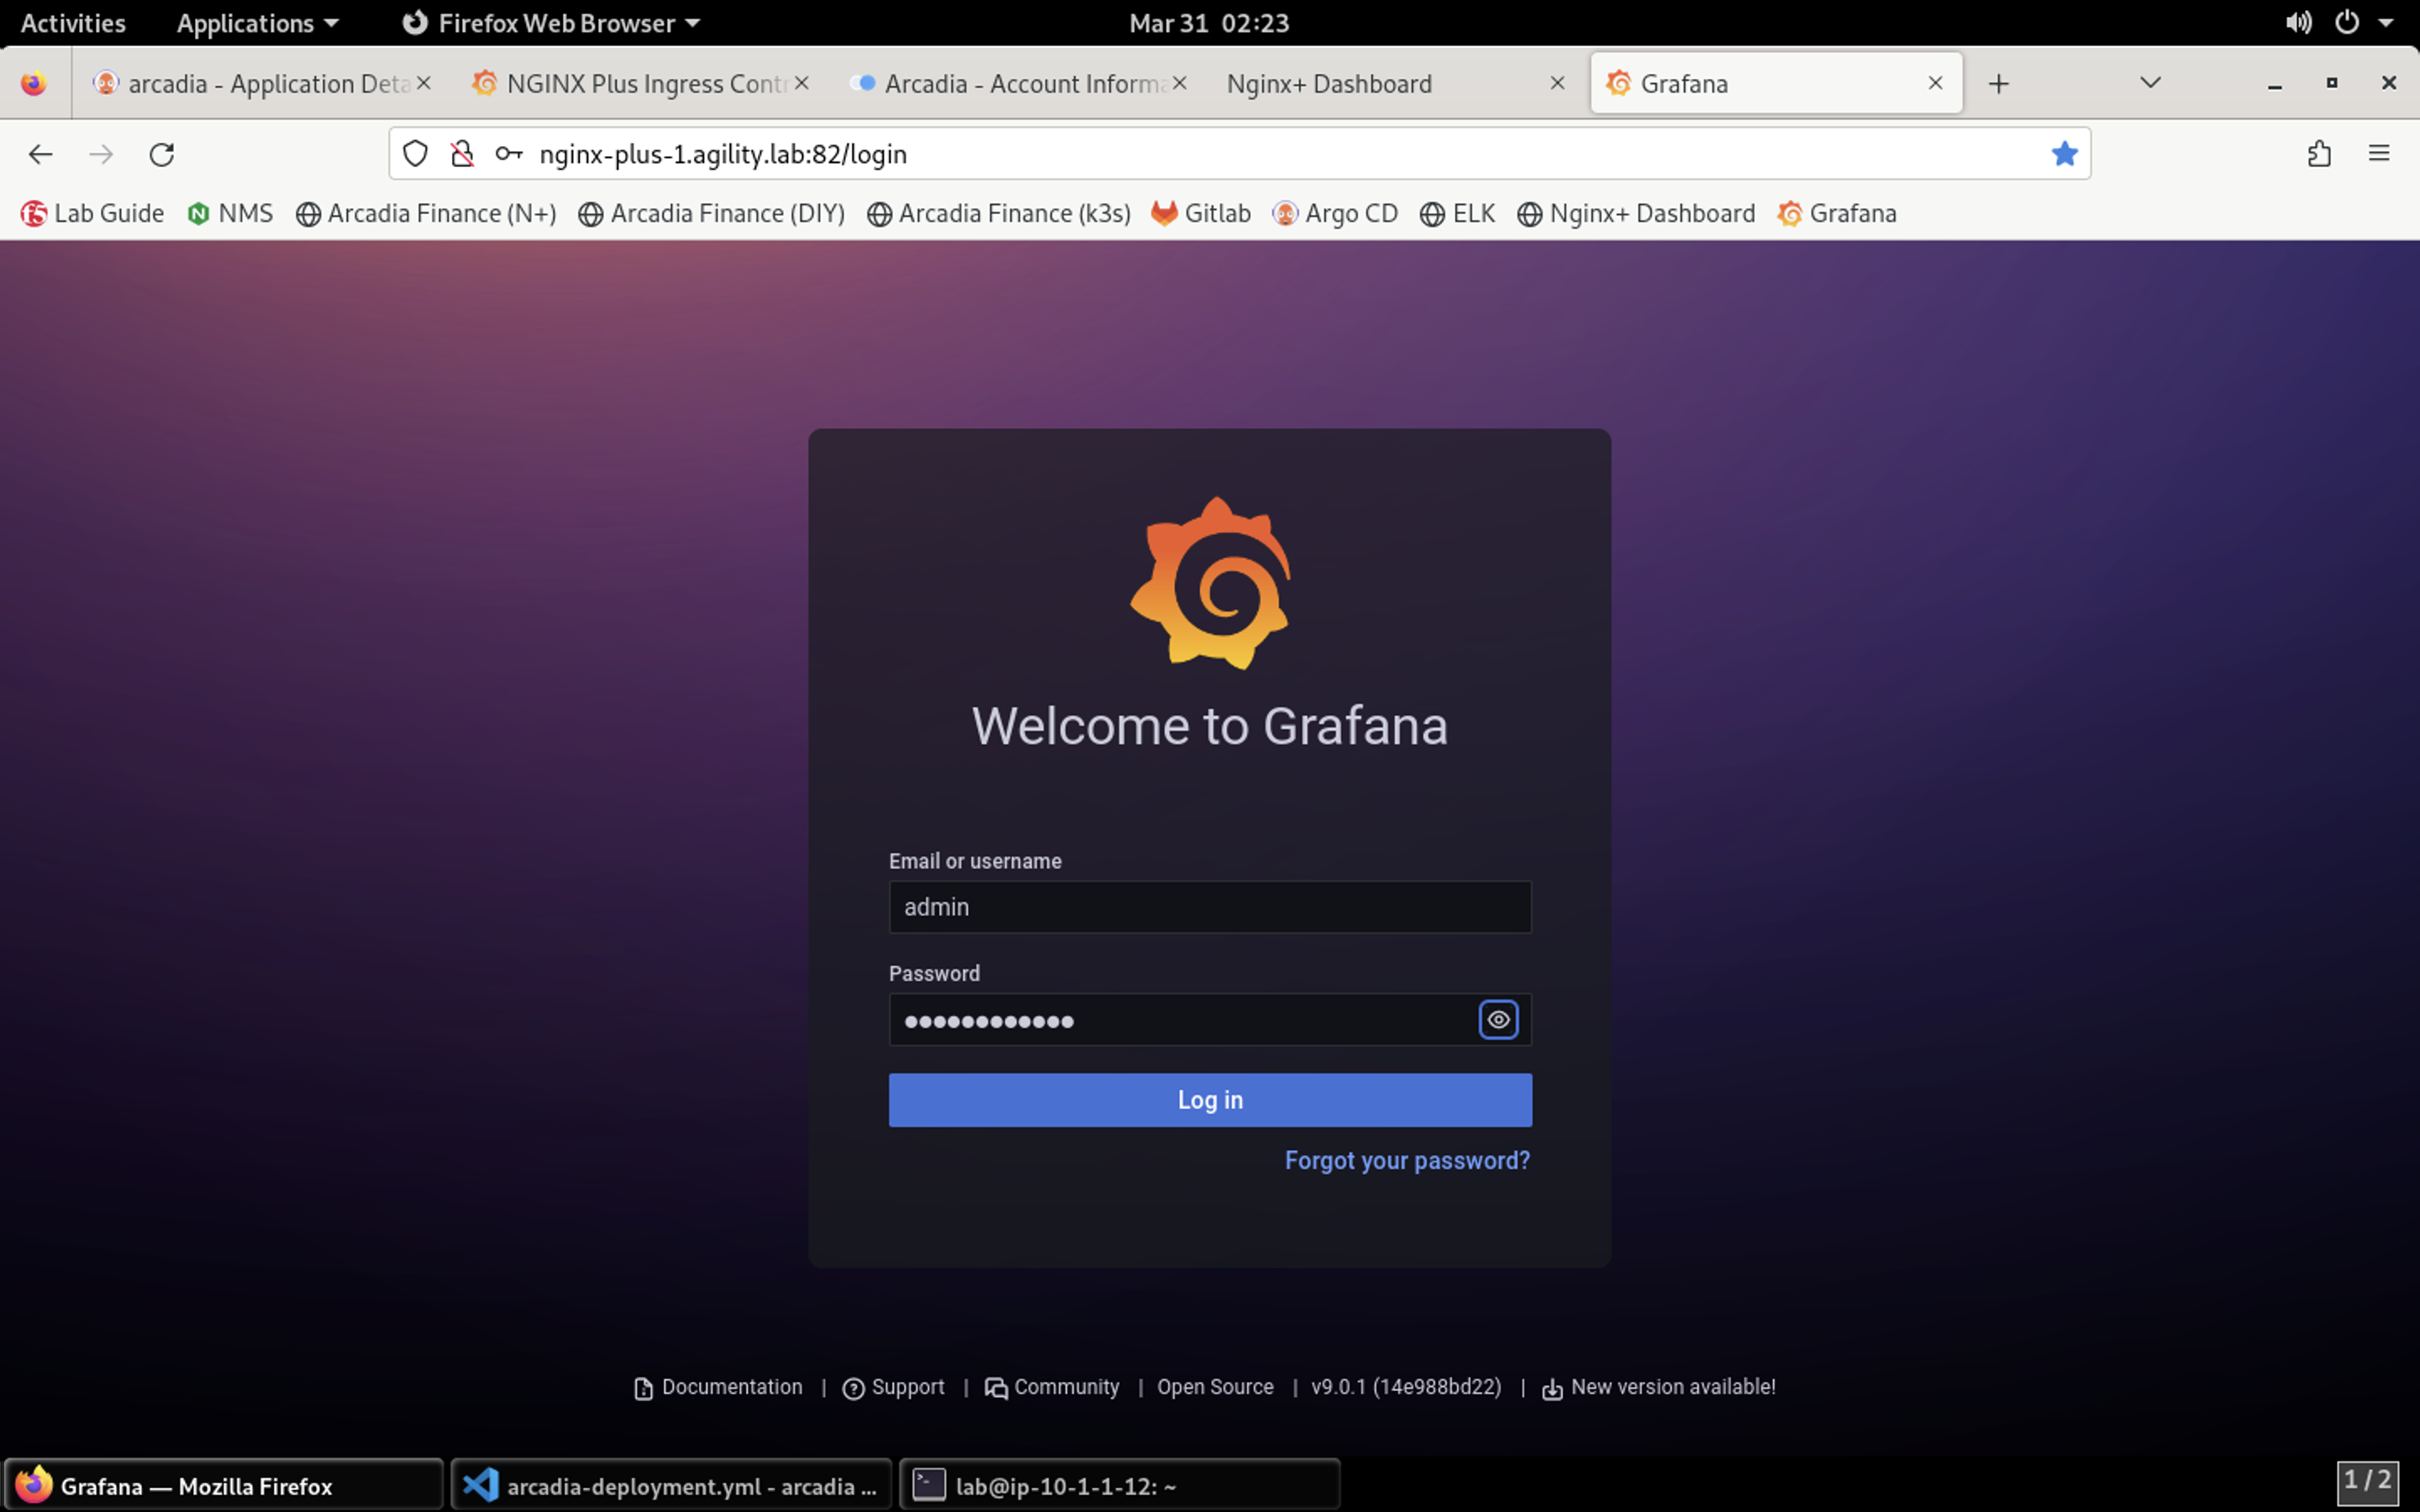 Activities Applications Firefox Web Browser Mar 31 02:23
arcadia - Application Deta NGINX Plus Ingress Contr Arcadia - Account Informa Nginx+ Dashboard Grafana
nginx-plus-1.agility.lab:82/login
Lab Guide NMS Arcadia Finance (N+) Arcadia Finance (DIY) Arcadia Finance (k3s) Gitlab Argo CD ELK Nginx+ Dashboard Grafana
Welcome to Grafana
Email or username
admin
Password
Log in
Forgot your password?
Documentation | Support | Community | Open Source | v9.0.1 (14e988bd22) | New version available!
Grafana — Mozilla Firefox arcadia-deployment.yml - arcadia ... lab@ip-10-1-1-12: ~ 1 / 2